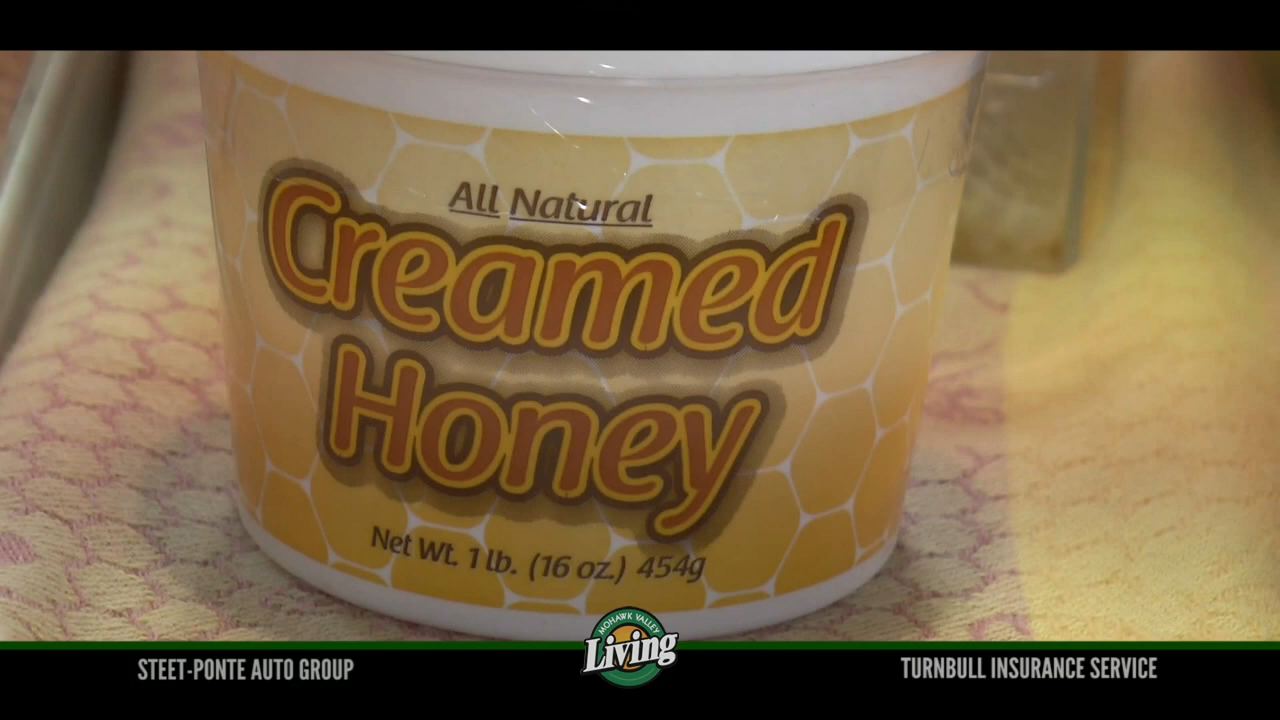 All Natural
Creamed
Honey
Net Wt. 1 lb. (16 oz.) 454g
MOHAWK VALLEY
Living
STEET-PONTE AUTO GROUP
TURNBULL INSURANCE SERVICE